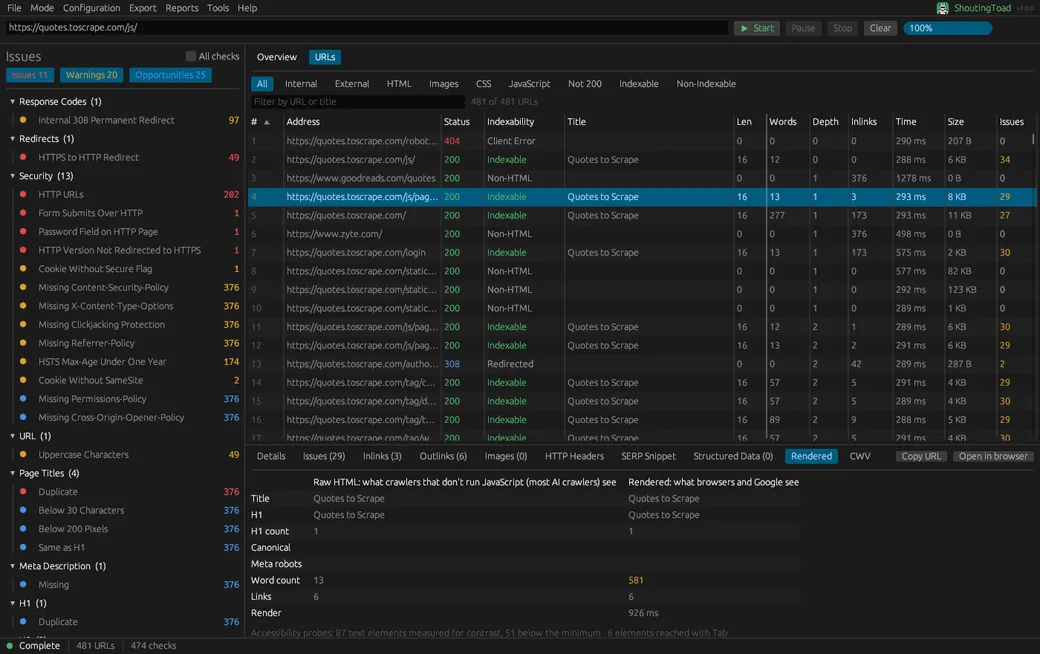 File Mode Configuration Export Reports Tools Help ShoutingToad v1.0.0
https://quotes.toscrape.com/js/ ▶ Start Pause Stop Clear 100%
Issues All checks
Issues 11 Warnings 20 Opportunities 25
▾ Response Codes (1)
Internal 308 Permanent Redirect 97
▾ Redirects (1)
HTTPS to HTTP Redirect 49
▾ Security (13)
HTTP URLs 202
Form Submits Over HTTP 1
Password Field on HTTP Page 1
HTTP Version Not Redirected to HTTPS 1
Cookie Without Secure Flag 1
Missing Content-Security-Policy 376
Missing X-Content-Type-Options 376
Missing Clickjacking Protection 376
Missing Referrer-Policy 376
HSTS Max-Age Under One Year 174
Cookie Without SameSite 2
Missing Permissions-Policy 376
Missing Cross-Origin-Opener-Policy 376
▾ URL (1)
Uppercase Characters 49
▾ Page Titles (4)
Duplicate 376
Below 30 Characters 376
Below 200 Pixels 376
Same as H1 376
▾ Meta Description (1)
Missing 376
▾ H1 (1)
Duplicate 376
Overview URLs
All Internal External HTML Images CSS JavaScript Not 200 Indexable Non-Indexable
Filter by URL or title 481 of 481 URLs
# ▲ Address Status Indexability Title Len Words Depth Inlinks Time Size Issues
1 https://quotes.toscrape.com/robot... 404 Client Error 0 0 0 0 290 ms 207 B 0
2 https://quotes.toscrape.com/js/ 200 Indexable Quotes to Scrape 16 12 0 0 288 ms 6 KB 34
3 https://www.goodreads.com/quotes 200 Non-HTML 0 0 1 376 1278 ms 0 B 0
4 https://quotes.toscrape.com/js/pag... 200 Indexable Quotes to Scrape 16 13 1 3 293 ms 8 KB 29
5 https://quotes.toscrape.com/ 200 Indexable Quotes to Scrape 16 277 1 173 293 ms 11 KB 27
6 https://www.zyte.com/ 200 Non-HTML 0 0 1 376 498 ms 0 B 0
7 https://quotes.toscrape.com/login 200 Indexable Quotes to Scrape 16 13 1 173 575 ms 2 KB 30
8 https://quotes.toscrape.com/static... 200 Non-HTML 0 0 1 0 577 ms 82 KB 0
9 https://quotes.toscrape.com/static... 200 Non-HTML 0 0 1 0 292 ms 123 KB 0
10 https://quotes.toscrape.com/static... 200 Non-HTML 0 0 1 0 289 ms 1 KB 0
11 https://quotes.toscrape.com/js/pag... 200 Indexable Quotes to Scrape 16 12 2 1 289 ms 6 KB 30
12 https://quotes.toscrape.com/js/pag... 200 Indexable Quotes to Scrape 16 13 2 2 291 ms 6 KB 29
13 https://quotes.toscrape.com/autho... 308 Redirected 0 0 2 42 289 ms 287 B 2
14 https://quotes.toscrape.com/tag/c... 200 Indexable Quotes to Scrape 16 57 2 5 291 ms 4 KB 29
15 https://quotes.toscrape.com/tag/d... 200 Indexable Quotes to Scrape 16 57 2 5 289 ms 4 KB 30
16 https://quotes.toscrape.com/tag/t... 200 Indexable Quotes to Scrape 16 89 2 9 288 ms 5 KB 29
17 https://quotes.toscrape.com/tag/w... 200 Indexable Quotes to Scrape 16 57 2 5 291 ms 4 KB 30
Details Issues (29) Inlinks (3) Outlinks (6) Images (0) HTTP Headers SERP Snippet Structured Data (0) Rendered CWV Copy URL Open in browser
Raw HTML: what crawlers that don't run JavaScript (most AI crawlers) see Rendered: what browsers and Google see
Title Quotes to Scrape Quotes to Scrape
H1 Quotes to Scrape Quotes to Scrape
H1 count 1 1
Canonical
Meta robots
Word count 13 581
Links 6 6
Render 926 ms
Accessibility probes: 87 text elements measured for contrast, 51 below the minimum · 6 elements reached with Tab
Complete 481 URLs 474 checks